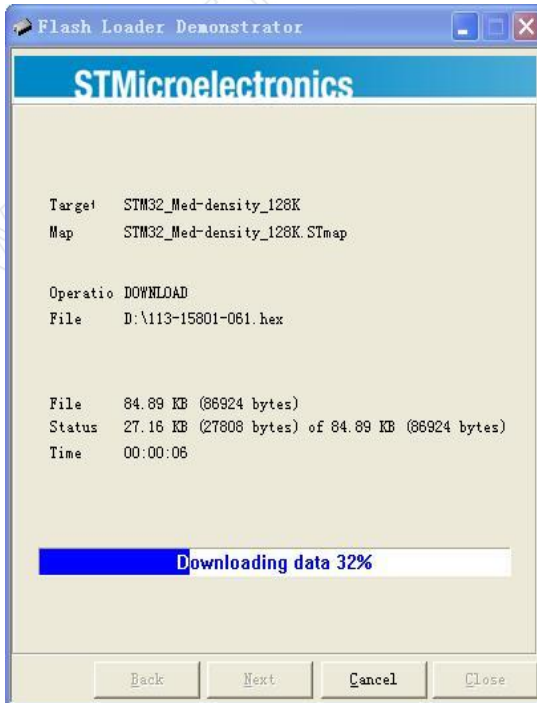 Flash Loader Demonstrator
STMicroelectronics
Target STM32_Med-density_128K
Map STM32_Med-density_128K.STmap
Operatio DOWNLOAD
File D:\113-15801-061.hex
File 84.89 KB (86924 bytes)
Status 27.16 KB (27808 bytes) of 84.89 KB (86924 bytes)
Time 00:00:06
Downloading data 32%
Back Next Cancel Close